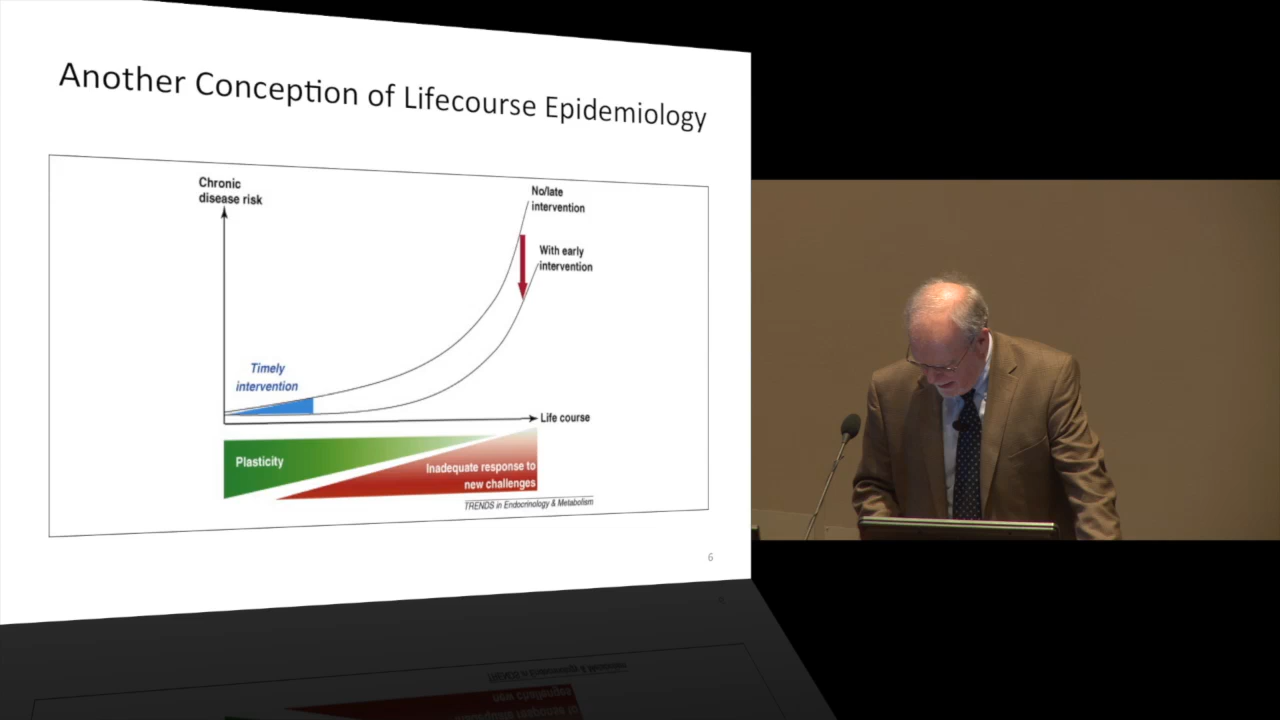 Another Conception of Lifecourse Epidemiology
Chronic
disease risk
No/late
intervention
With early
intervention
Timely
intervention
Life course
Plasticity
Inadequate response to
new challenges
TRENDS in Endocrinology & Metabolism
6